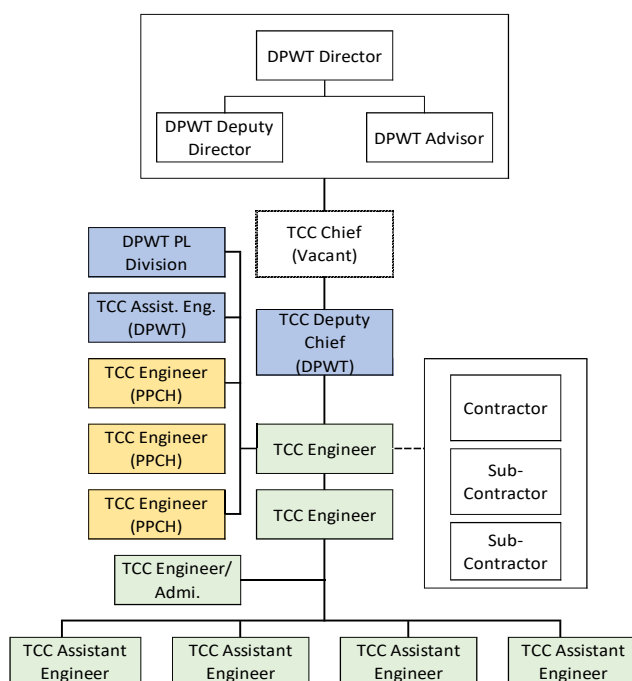 DPWT Director
DPWT Deputy
Director
DPWT Advisor
TCC Chief
(Vacant)
DPWT PL
Division
TCC Assist. Eng.
(DPWT)
TCC Deputy
Chief
(DPWT)
TCC Engineer
(PPCH)
TCC Engineer
(PPCH)
TCC Engineer
(PPCH)
TCC Engineer
TCC Engineer
Contractor
Sub-
Contractor
Sub-
Contractor
TCC Engineer/
Admi.
TCC Assistant
Engineer
TCC Assistant
Engineer
TCC Assistant
Engineer
TCC Assistant
Engineer